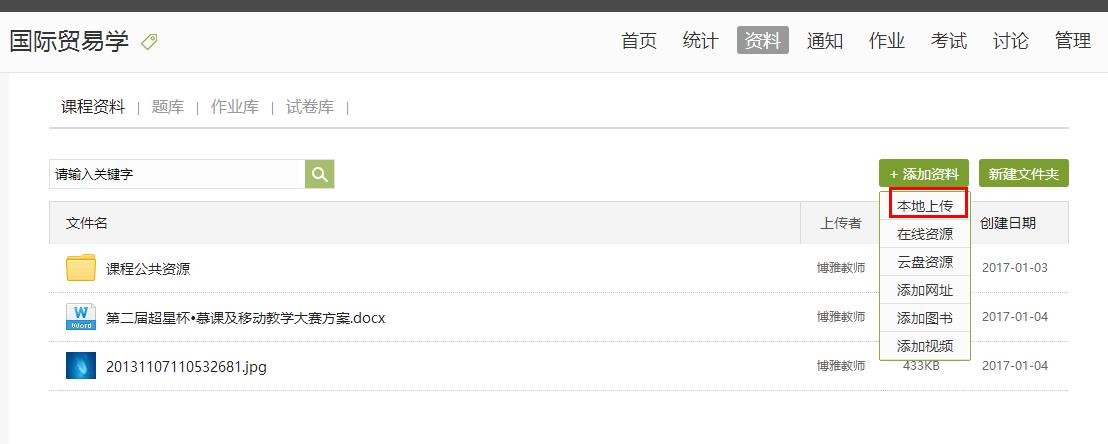 国际贸易学
首页 统计 资料 通知 作业 考试 讨论 管理
课程资料 | 题库 | 作业库 | 试卷库 |
请输入关键字
+ 添加资料 新建文件夹
本地上传
在线资源
云盘资源
添加网址
添加图书
添加视频
文件名 上传者 创建日期
课程公共资源 博雅教师 2017-01-03
W
Word
第二届超星杯•慕课及移动教学大赛方案.docx 博雅教师 2017-01-04
20131107110532681.jpg 博雅教师 433KB 2017-01-04